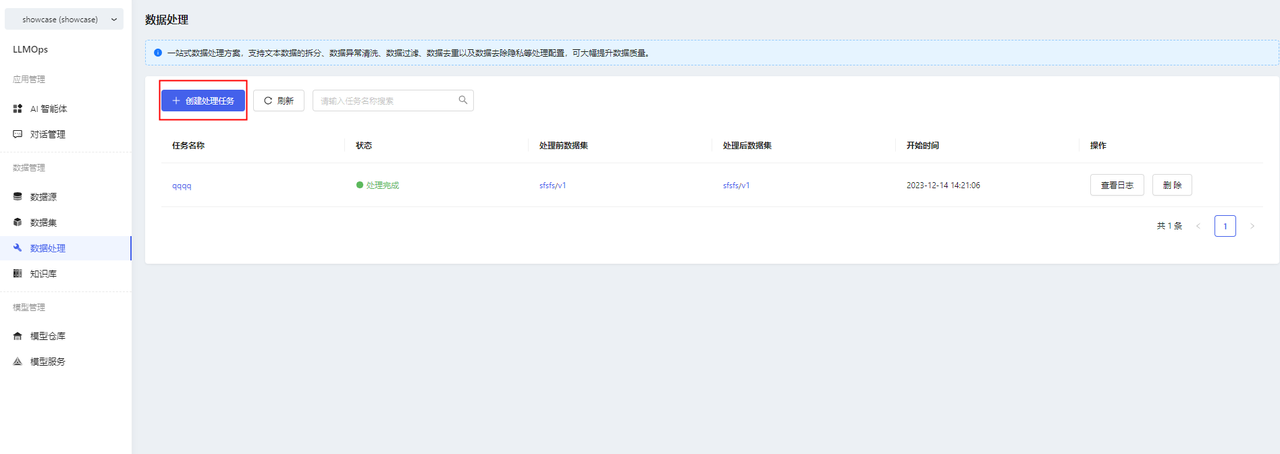 showcase (showcase)
LLMOps
应用管理
AI 智能体
对话管理
数据管理
数据源
数据集
数据处理
知识库
模型管理
模型仓库
模型服务
数据处理
一站式数据处理方案，支持文本数据的拆分、数据异常清洗、数据过滤、数据去重以及数据去除隐私等处理配置，可大幅提升数据质量。
+ 创建处理任务 刷新 请输入任务名称搜索
任务名称 状态 处理前数据集 处理后数据集 开始时间 操作
qqqq 处理完成 sfsfs/v1 sfsfs/v1 2023-12-14 14:21:06 查看日志 删 除
共 1 条 < 1 >